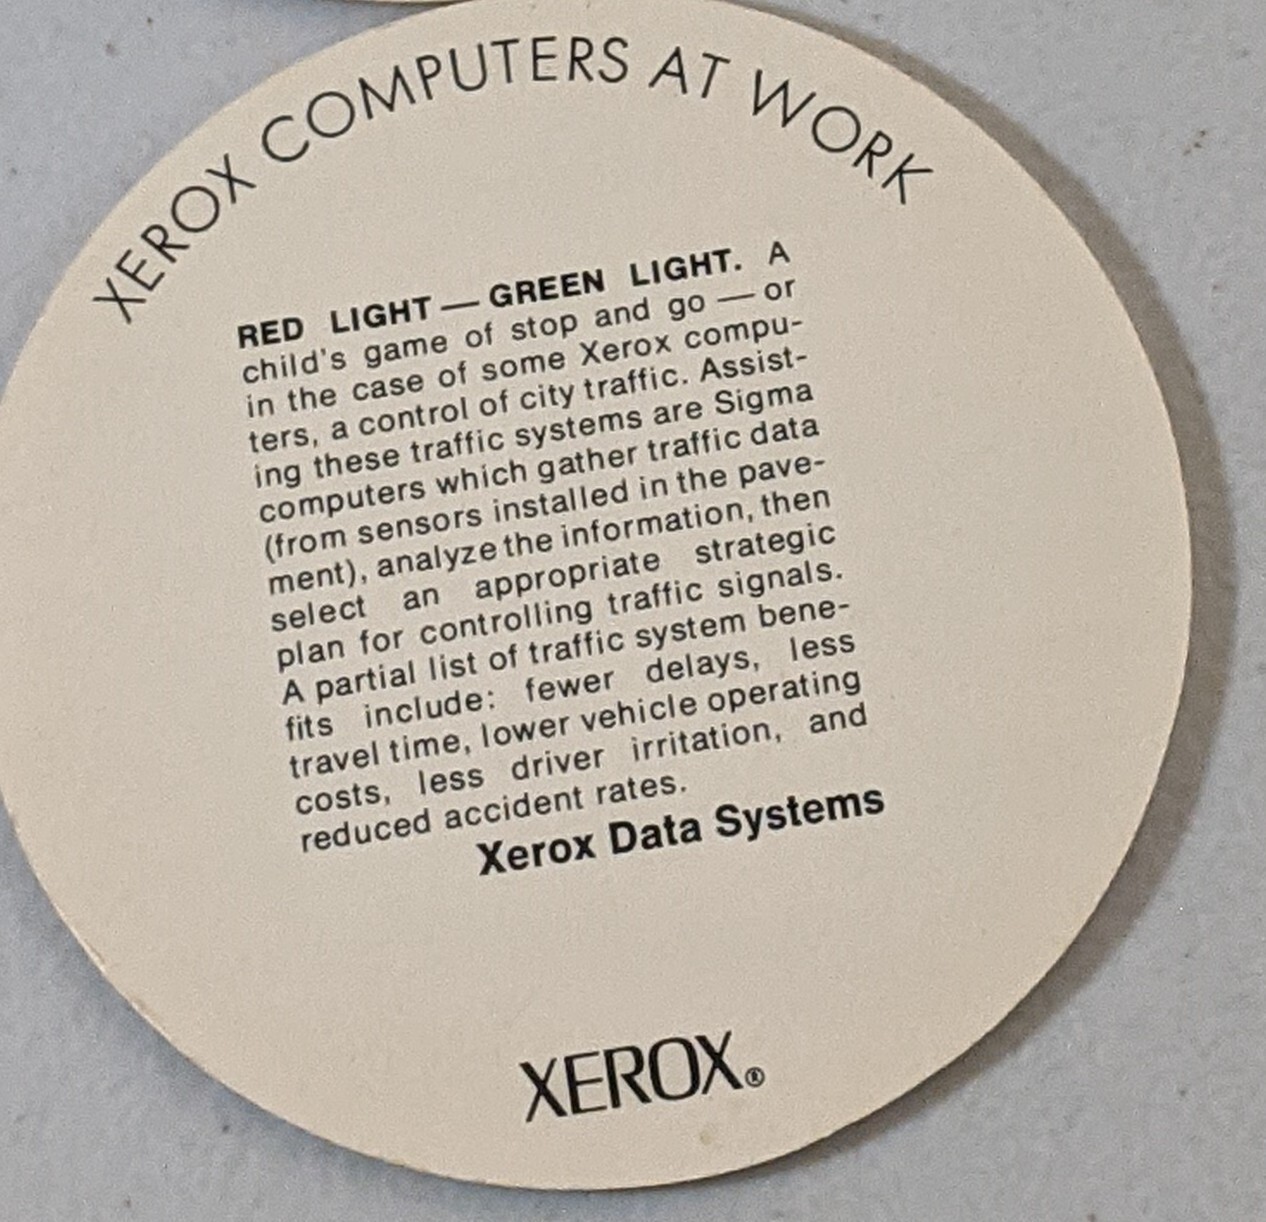 XEROX COMPUTERS AT WORK
RED LIGHT — GREEN LIGHT. A
child's game of stop and go — or
in the case of some Xerox compu-
ters, a control of city traffic. Assist-
ing these traffic systems are Sigma
computers which gather traffic data
(from sensors installed in the pave-
ment), analyze the information, then
select an appropriate strategic
plan for controlling traffic signals.
A partial list of traffic system bene-
fits include: fewer delays, less
travel time, lower vehicle operating
costs, less driver irritation, and
reduced accident rates.
Xerox Data Systems
XEROX®